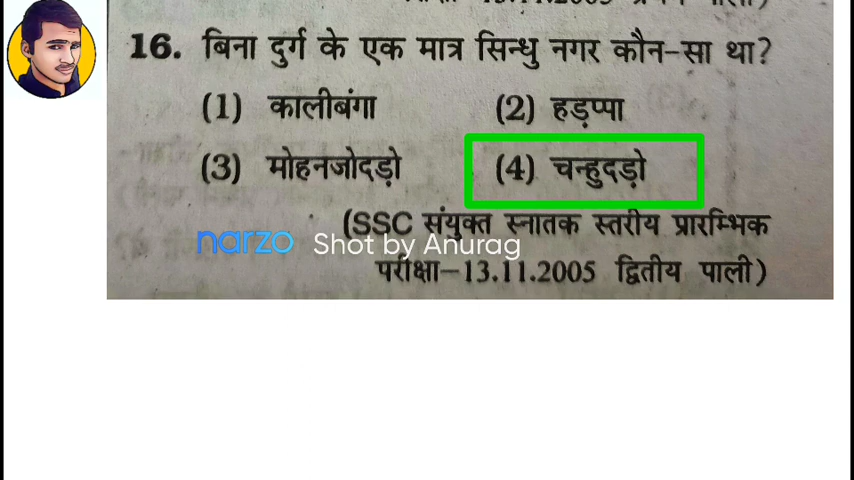 16. बिना दुर्ग के एक मात्र सिन्धु नगर कौन-सा था?
(1) कालीबंगा (2) हड़प्पा
(3) मोहनजोदड़ो (4) चन्हुदड़ो
(SSC संयुक्त स्नातक स्तरीय प्रारम्भिक
narzo Shot by Anurag
परीक्षा-13.11.2005 द्वितीय पाली)